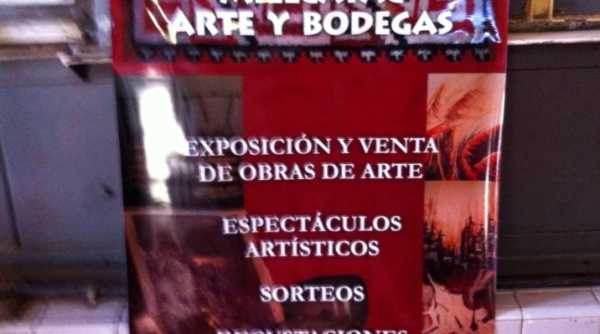 ARTE Y BODEGAS
EXPOSICIÓN Y VENTA
DE OBRAS DE ARTE
ESPECTÁCULOS
ARTÍSTICOS
SORTEOS